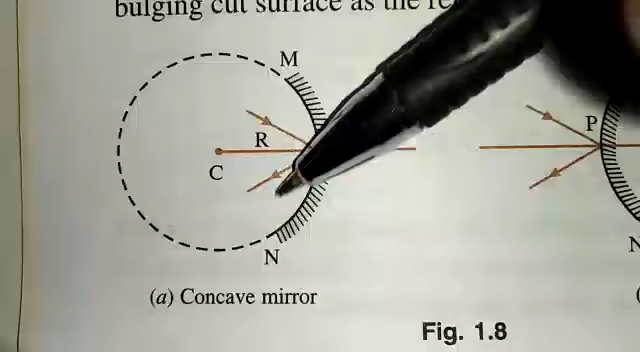 bulging cut surface as the
M
R
P
C
N
N
(a) Concave mirror
Fig. 1.8